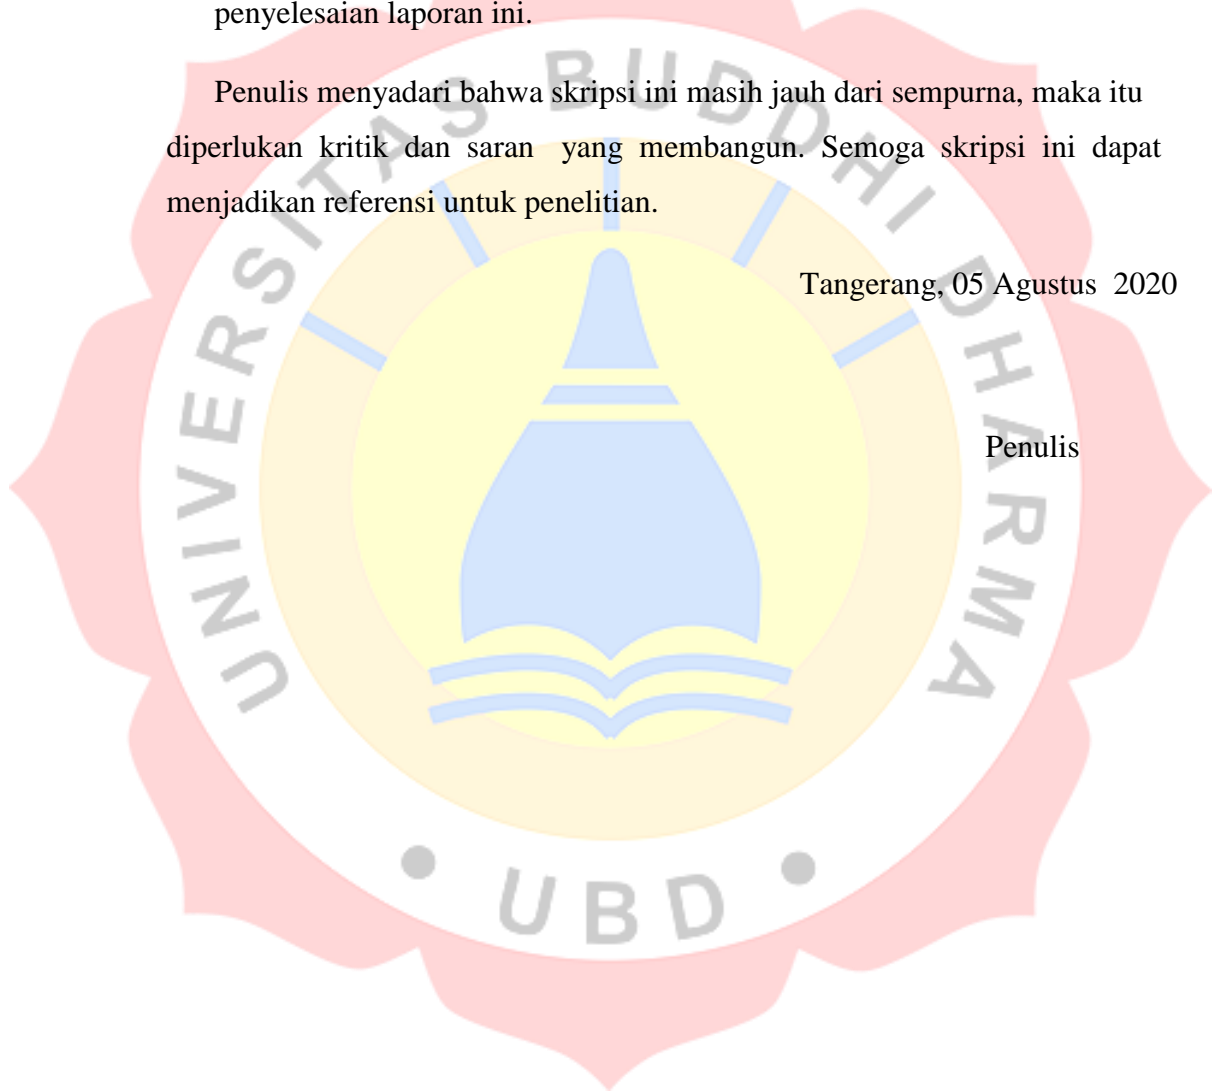 penyelesaian laporan ini.
Penulis menyadari bahwa skripsi ini masih jauh dari sempurna, maka itu
diperlukan kritik dan saran yang membangun. Semoga skripsi ini dapat
menjadikan referensi untuk penelitian.
Tangerang, 05 Agustus 2020
Penulis
UNIVERSITAS BUDDHI DHARMA
• UBD •